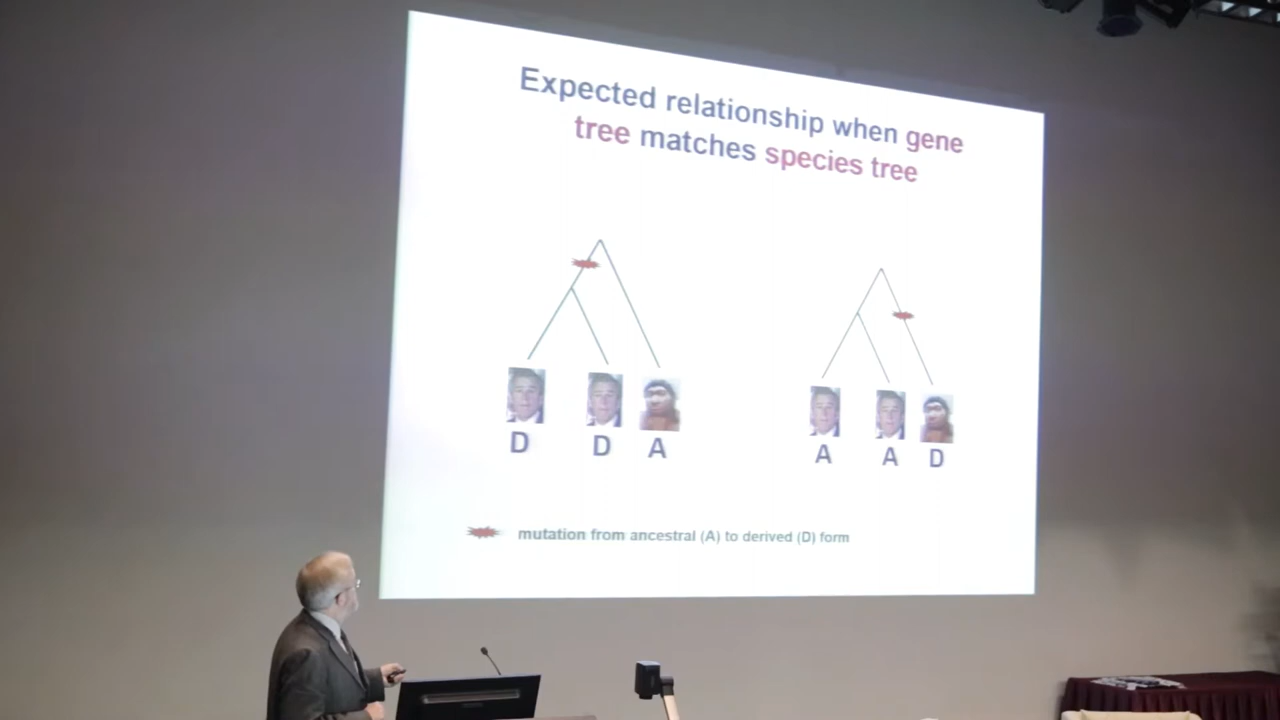 Expected relationship when gene
tree matches species tree
D D A
A A D
mutation from ancestral (A) to derived (D) form